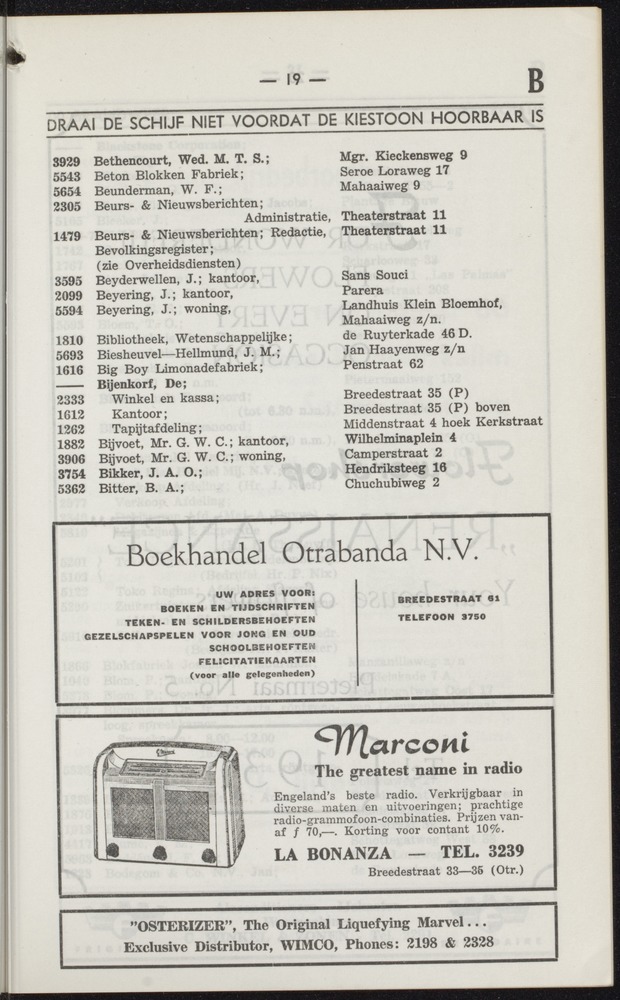 — 19 —
B
DRAAI DE SCHIJF NIET VOORDAT DE KIESTOON HOORBAAR IS
3929 Bethencourt, Wed. M. T. S.; Mgr. Kieckensweg 9
5543 Beton Blokken Fabriek; Seroe Loraweg 17
5654 Beunderman, W. F.; Mahaaiweg 9
2305 Beurs- & Nieuwsberichten;
Administratie, Theaterstraat 11
1479 Beurs- & Nieuwsberichten; Redactie, Theaterstraat 11
Bevolkingsregister;
(zie Overheidsdiensten)
3595 Beyderwellen, J.; kantoor, Sans Souci
2099 Beyering, J.; kantoor, Parera
5594 Beyering, J.; woning, Landhuis Klein Bloemhof,
Mahaaiweg z/n.
1810 Bibliotheek, Wetenschappelijke; de Ruyterkade 46 D.
5693 Biesheuvel—Hellmund, J. M.; Jan Haayenweg z/n
1616 Big Boy Limonadefabriek; Penstraat 62
—— Bijenkorf, De;
2333 Winkel en kassa; Breedestraat 35 (P)
1612 Kantoor; Breedestraat 35 (P) boven
1262 Tapijtafdeling; Middenstraat 4 hoek Kerkstraat
1882 Bijvoet, Mr. G. W. C.; kantoor, Wilhelminaplein 4
3906 Bijvoet, Mr. G. W. C.; woning, Camperstraat 2
3754 Bikker, J. A. O.; Hendriksteeg 16
5362 Bitter, B. A.; Chuchubiweg 2
Boekhandel Otrabanda N.V.
UW ADRES VOOR:
BOEKEN EN TIJDSCHRIFTEN
TEKEN- EN SCHILDERSBEHOEFTEN
GEZELSCHAPSPELEN VOOR JONG EN OUD
SCHOOLBEHOEFTEN
FELICITATIEKAARTEN
(voor alle gelegenheden)
BREEDESTRAAT 61
TELEFOON 3750
Marconi
The greatest name in radio
Engeland's beste radio. Verkrijgbaar in
diverse maten en uitvoeringen; prachtige
radio-grammofoon-combinaties. Prijzen van-
af ƒ 70,—. Korting voor contant 10%.
LA BONANZA — TEL. 3239
Breedestraat 33—35 (Otr.)
"OSTERIZER", The Original Liquefying Marvel...
Exclusive Distributor, WIMCO, Phones: 2198 & 2328